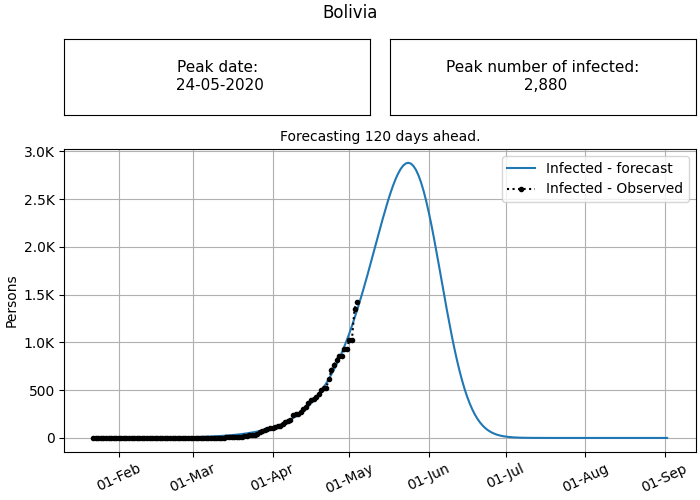 Bolivia
Peak date:
24-05-2020
Peak number of infected:
2,880
Forecasting 120 days ahead.
3.0K
2.5K
2.0K
1.5K
1.0K
500
0
Persons
Infected - forecast
Infected - Observed
01-Feb
01-Mar
01-Apr
01-May
01-Jun
01-Jul
01-Aug
01-Sep